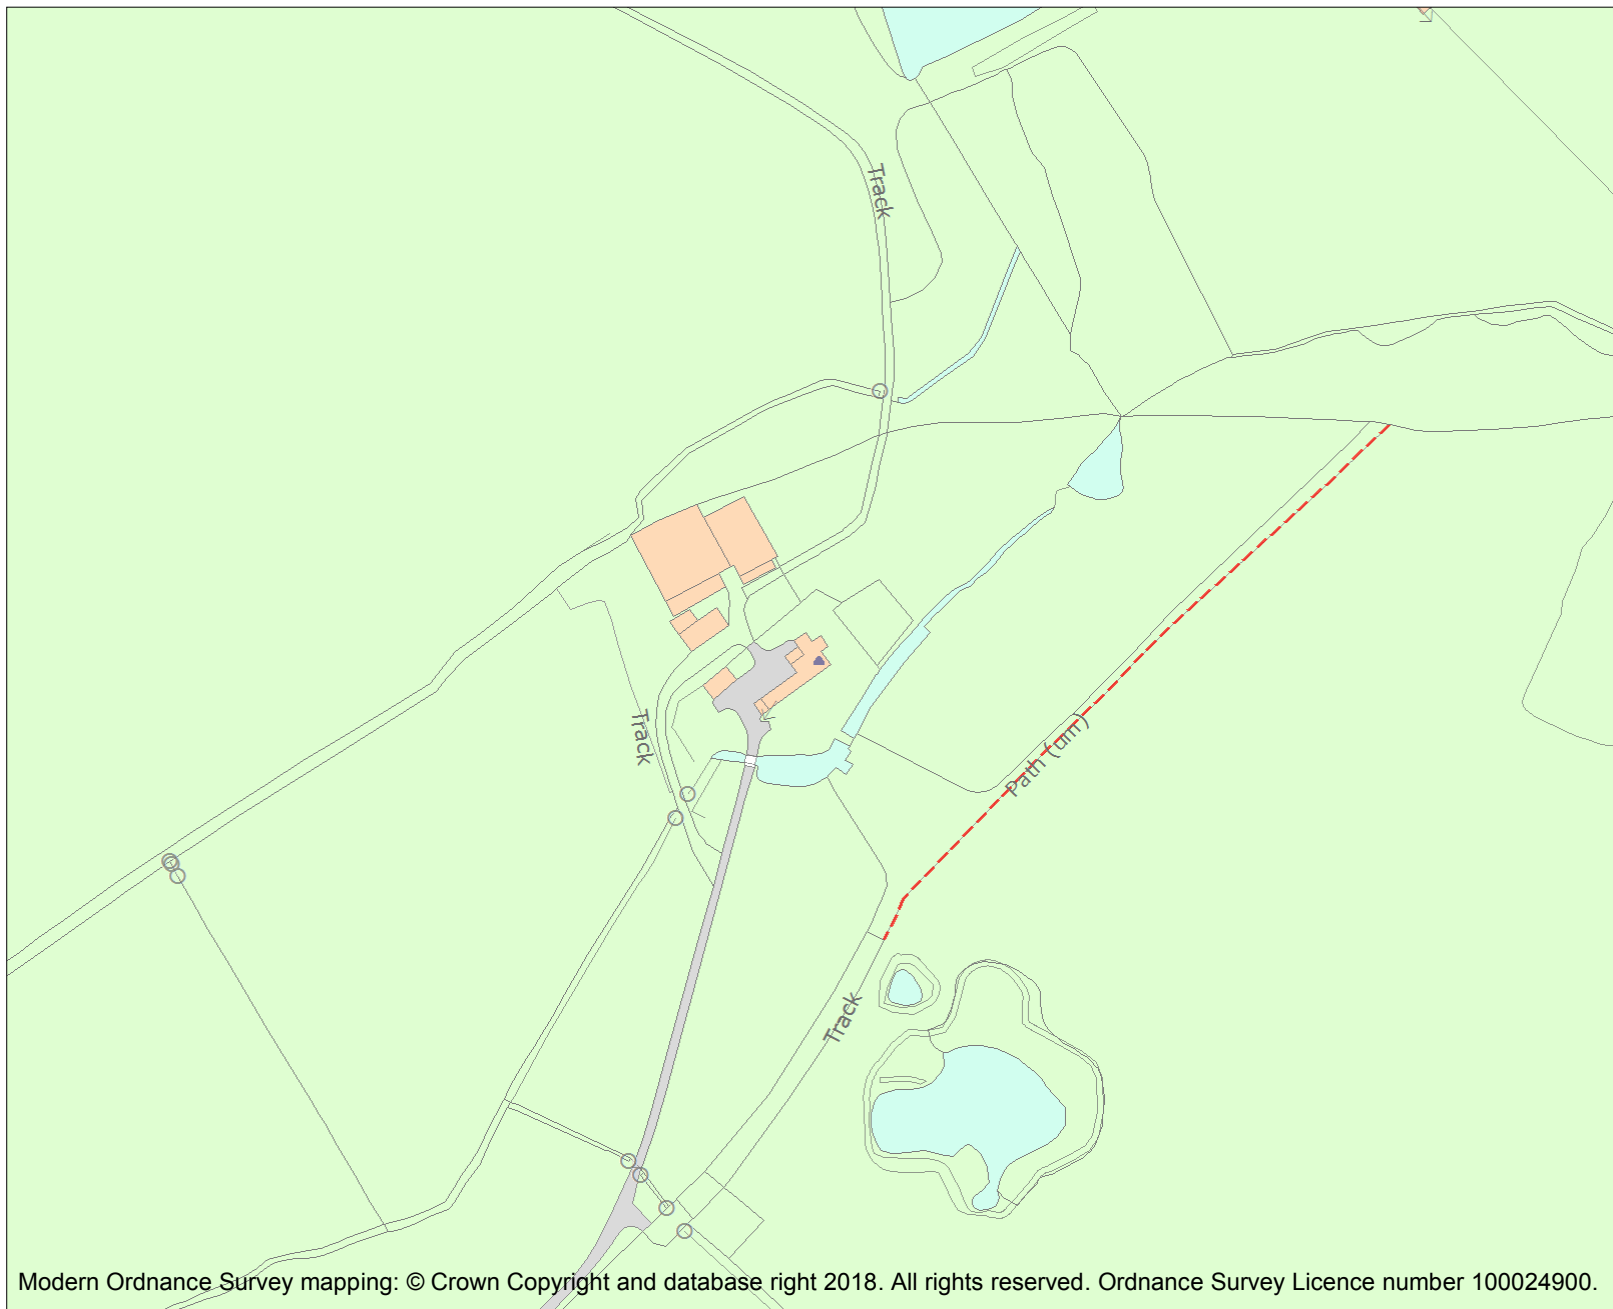 Track
Track
Path (um)
Track
Modern Ordnance Survey mapping: © Crown Copyright and database right 2018. All rights reserved. Ordnance Survey Licence number 100024900.